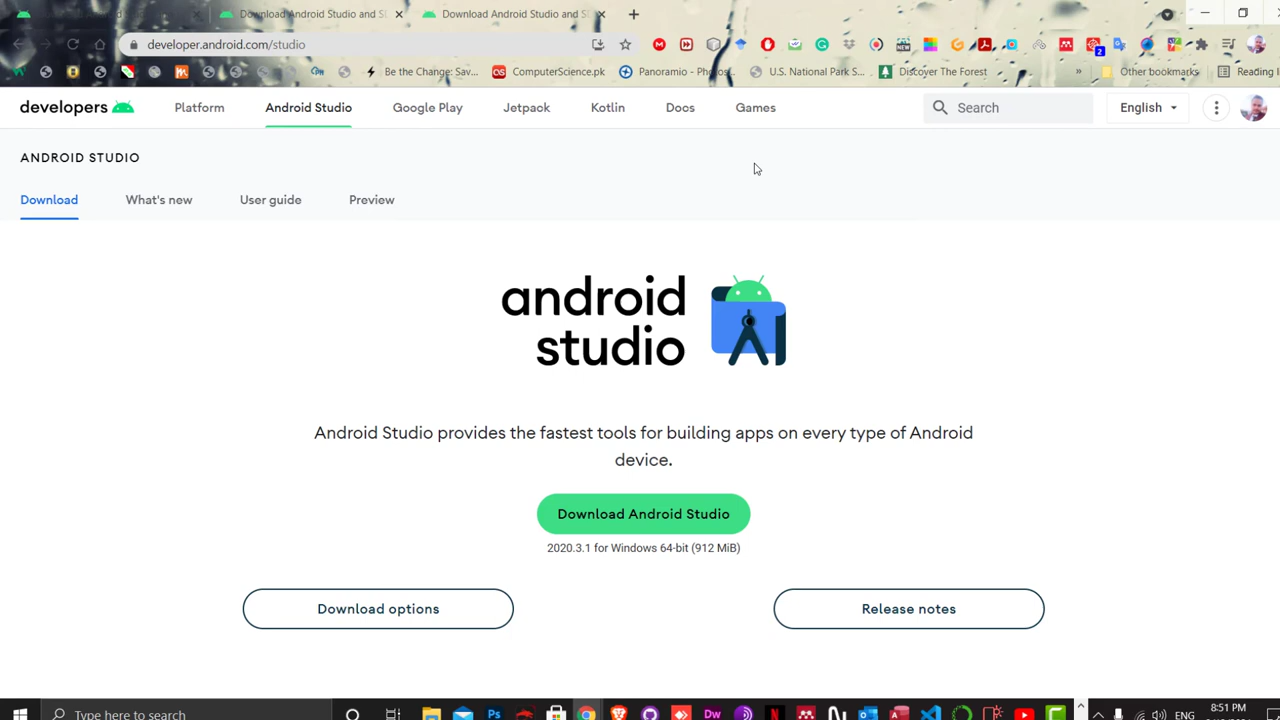 Download Android Studio and S
Download Android Studio and S
developer.android.com/studio
2
Be the Change: Sav...
ComputerScience.pk
Panoramio - Photos...
U.S. National Park S...
Discover The Forest
»
Other bookmarks
Reading l
developers
Platform
Android Studio
Google Play
Jetpack
Kotlin
Docs
Games
Search
English
ANDROID STUDIO
Download
What's new
User guide
Preview
android
studio
Android Studio provides the fastest tools for building apps on every type of Android
device.
Download Android Studio
2020.3.1 for Windows 64-bit (912 MiB)
Download options
Release notes
Type here to search
8:51 PM